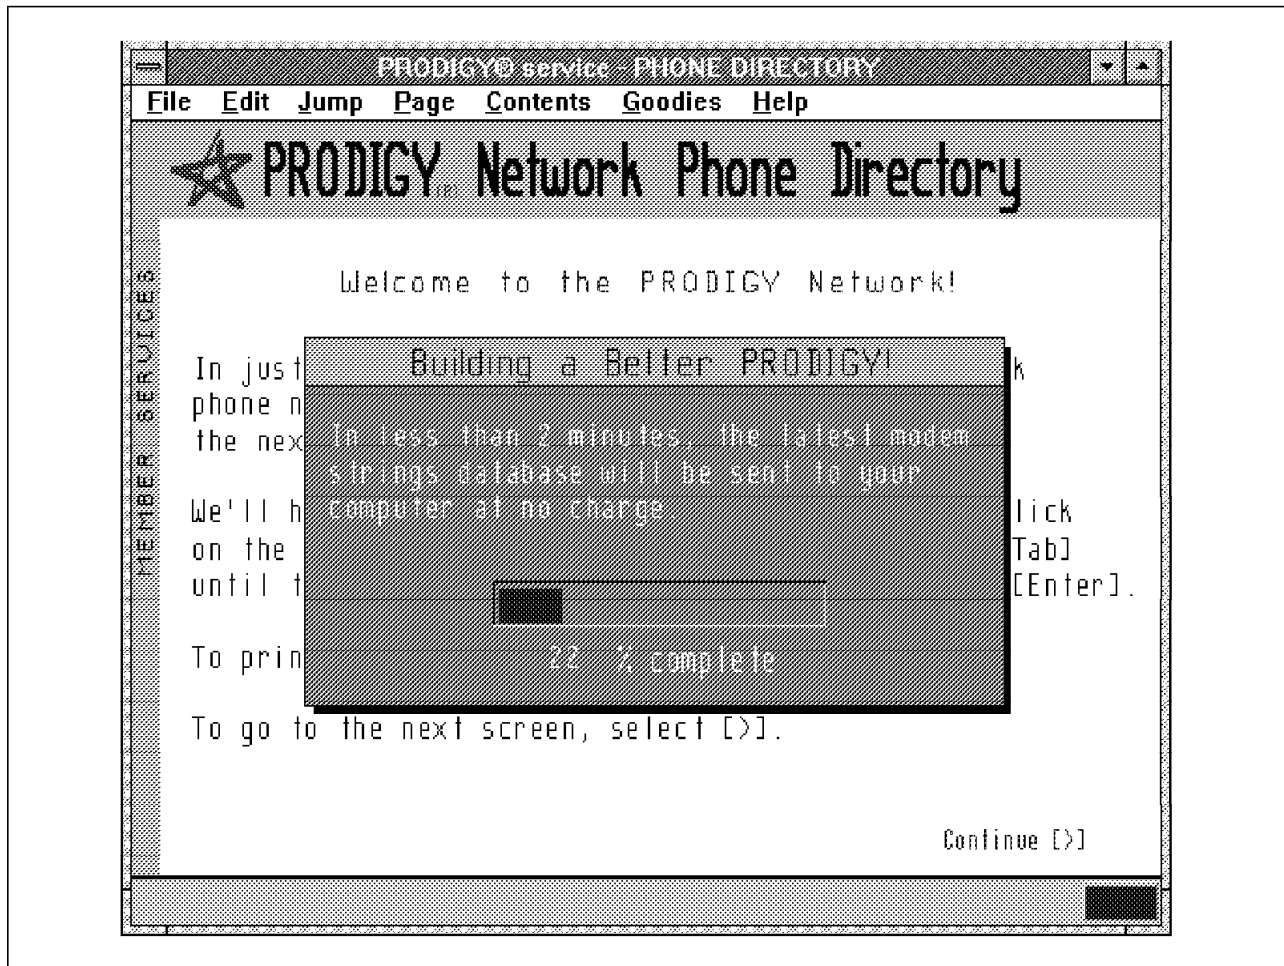 PRODIGY® service - PHONE DIRECTORY
File Edit Jump Page Contents Goodies Help
PRODIGY(R) Network Phone Directory
MEMBER SERVICES
Welcome to the PRODIGY Network!
In just k
phone n
the nex
We'll h lick
on the Tab]
until t [Enter].
To prin
To go to the next screen, select [>].
Building a Better PRODIGY!
In less than 2 minutes, the latest modem
strings database will be sent to your
computer at no charge.
22 % complete
Continue [>]